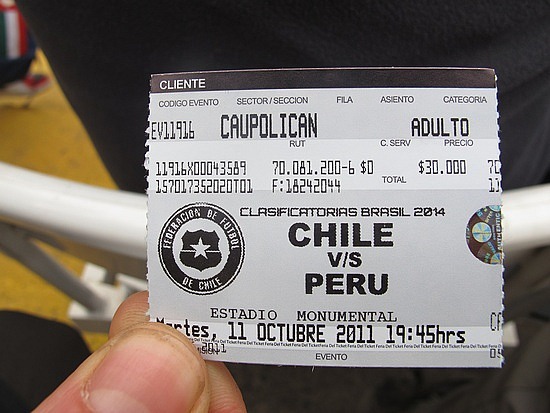 CLIENTE
CODIGO EVENTO SECTOR / SECCION FILA ASIENTO CATEGORIA
EV11916 CAUPOLICAN ADULTO
RUT C. SERV PRECIO
11916X00043589 70.081.200-6 $0 $30.000
157017352020T01 F:18242044 TOTAL
FEDERACION DE FUTBOL DE CHILE
CLASIFICATORIAS BRASIL 2014
CHILE
V/S
PERU
ESTADIO MONUMENTAL
Martes, 11 OCTUBRE 2011 19:45hrs
2011
EVENTO